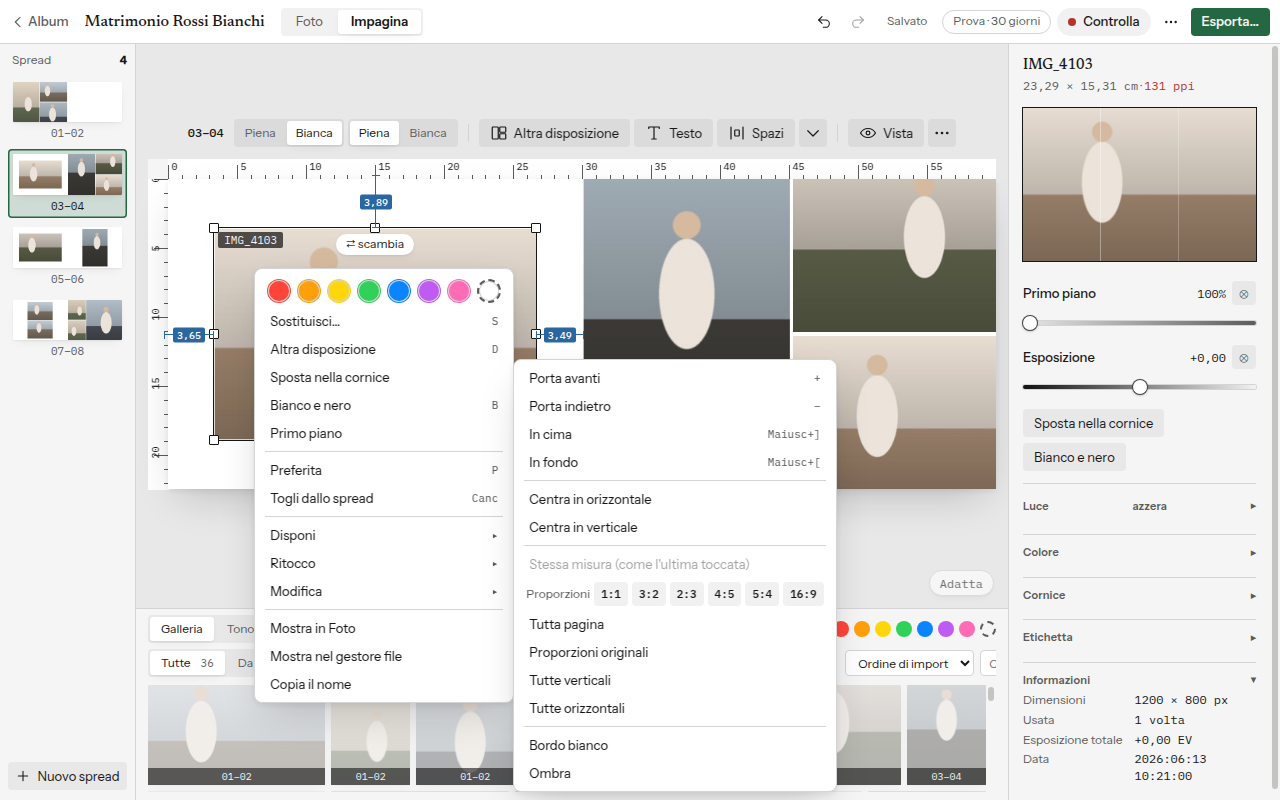 Album
Matrimonio Rossi Bianchi
Foto
Impagina
Salvato
Prova·30 giorni
Controlla
Esporta...
Spread
4
01–02
03–04
05–06
07–08
Nuovo spread
03–04
Piena
Bianca
Piena
Bianca
Altra disposizione
Testo
Spazi
Vista
0
5
10
15
20
25
30
35
40
45
50
55
5
10
15
20
3,89
IMG_4103
scambia
3,65
3,49
Sostituisci...
S
Altra disposizione
D
Sposta nella cornice
Bianco e nero
B
Primo piano
Preferita
P
Togli dallo spread
Canc
Disponi
Ritocco
Modifica
Mostra in Foto
Mostra nel gestore file
Copia il nome
Porta avanti
+
Porta indietro
–
In cima
Maiusc+]
In fondo
Maiusc+[
Centra in orizzontale
Centra in verticale
Stessa misura (come l'ultima toccata)
Proporzioni
1:1
3:2
2:3
4:5
5:4
16:9
Tutta pagina
Proporzioni originali
Tutte verticali
Tutte orizzontali
Bordo bianco
Ombra
Adatta
Galleria
Tono
Tutte 36
Da
Ordine di import
01–02
01–02
01–02
03–04
IMG_4103
23,29 × 15,31 cm·131 ppi
Primo piano
100%
Esposizione
+0,00
Sposta nella cornice
Bianco e nero
Luce
azzera
Colore
Cornice
Etichetta
Informazioni
Dimensioni
1200 × 800 px
Usata
1 volta
Esposizione totale
+0,00 EV
Data
2026:06:13
10:21:00